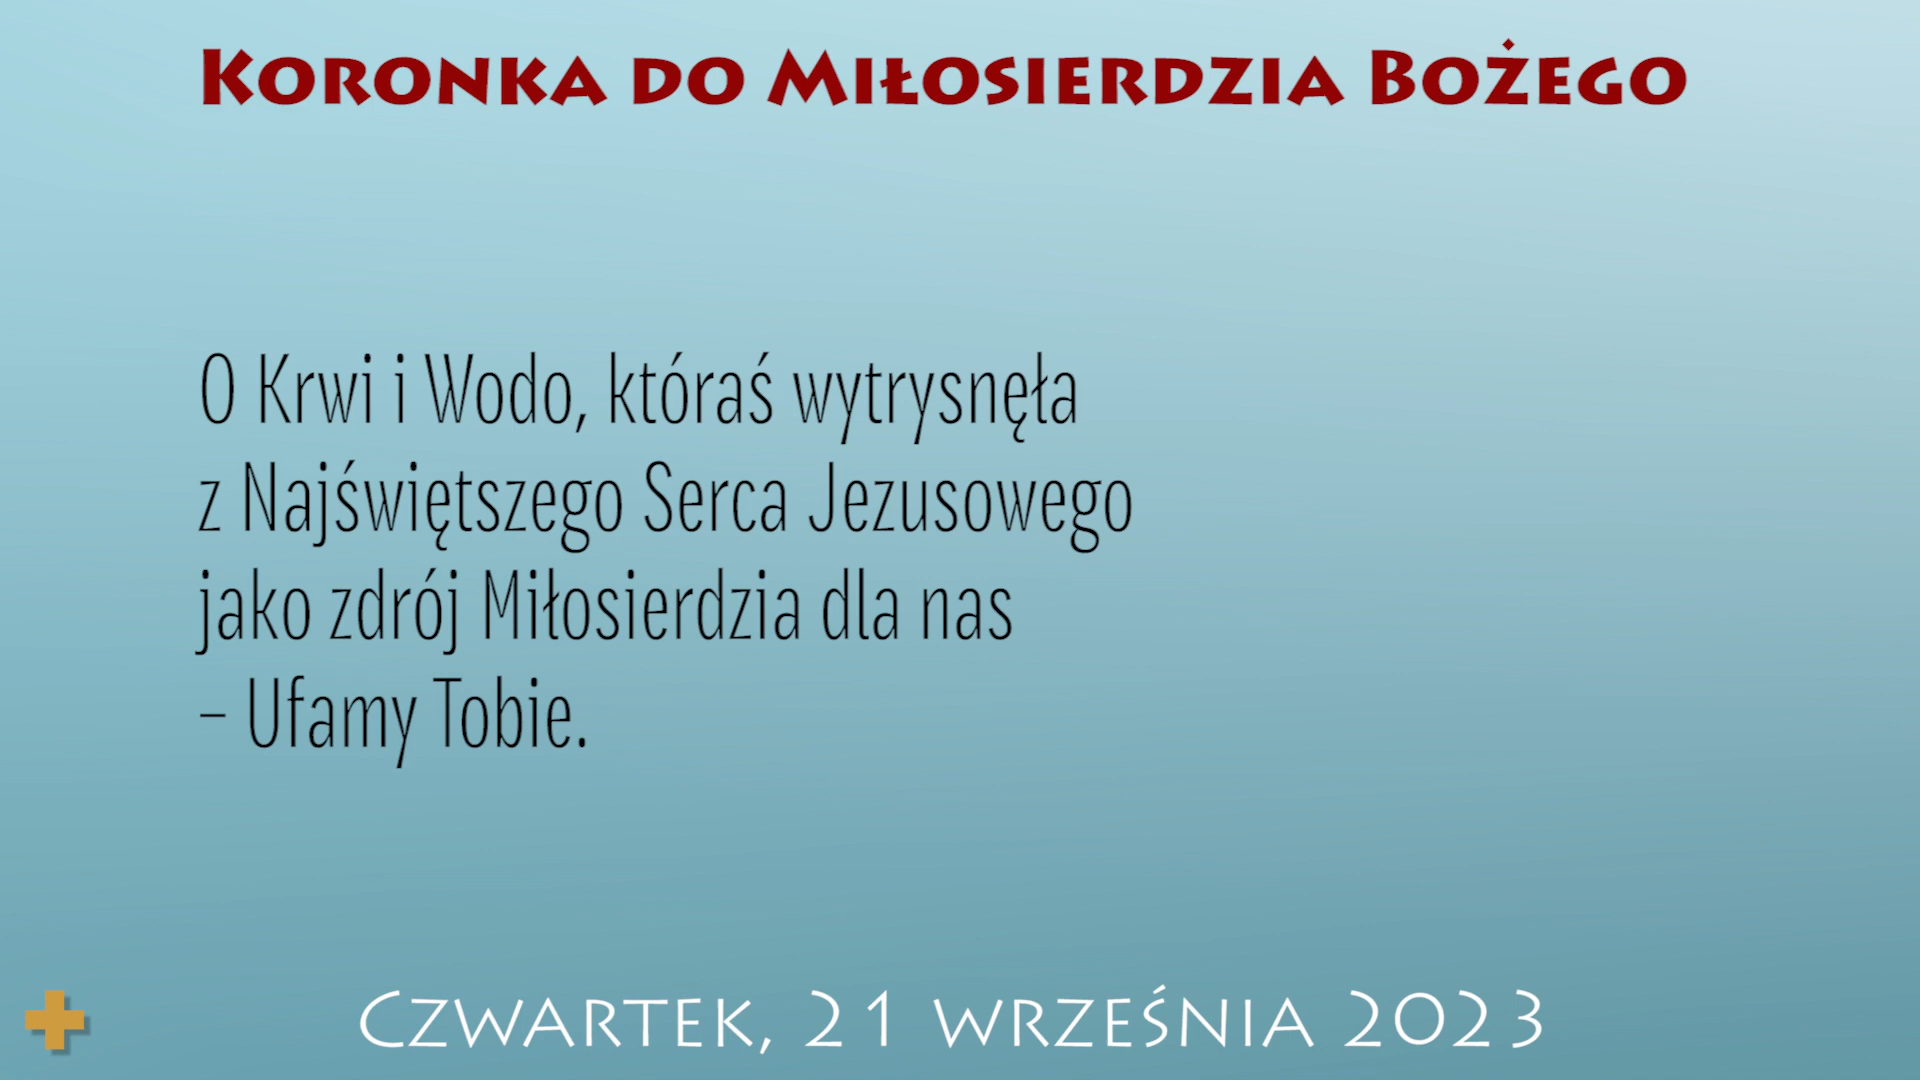 Koronka do Miłosierdzia Bożego
O Krwi i Wodo, któraś wytrysnęła
z Najświętszego Serca Jezusowego
jako zdrój Miłosierdzia dla nas
– Ufamy Tobie.
Czwartek, 21 września 2023